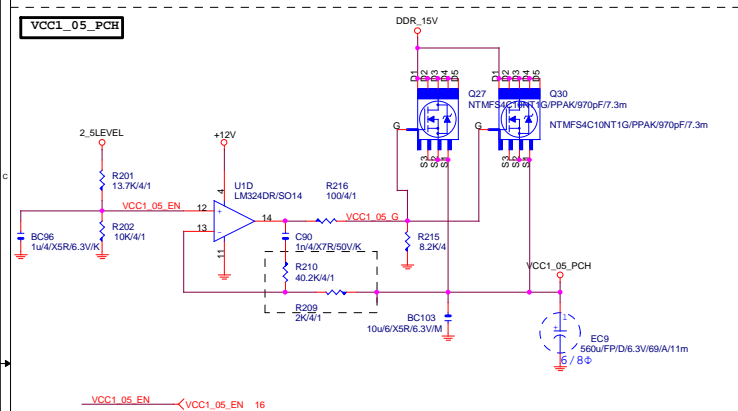 VCC1_05_PCH
DDR_15V
D1
D2
D3
D4
D5
D1
D2
D3
D4
D5
Q27
Q30
NTMFS4C10NT1G/PPAK/970pF/7.3m
NTMFS4C10NT1G/PPAK/970pF/7.3m
G
G
S3
S2
S1
S3
S2
S1
2_5LEVEL
+12V
C
R201
13.7K/4/1
VCC1_05_EN
12
13
4
11
14
+
-
U1D
LM324DR/SO14
R216
100/4/1
VCC1_05_G
BC96
1u/4/X5R/6.3V/K
R202
10K/4/1
C90
1n/4/X7R/50V/K
R215
8.2K/4
R210
40.2K/4/1
R209
2K/4/1
VCC1_05_PCH
BC103
10u/6/X5R/6.3V/M
1
+
EC9
560u/FP/D/6.3V/69/A/11m
6/8Φ
VCC1_05_EN
VCC1_05_EN 16